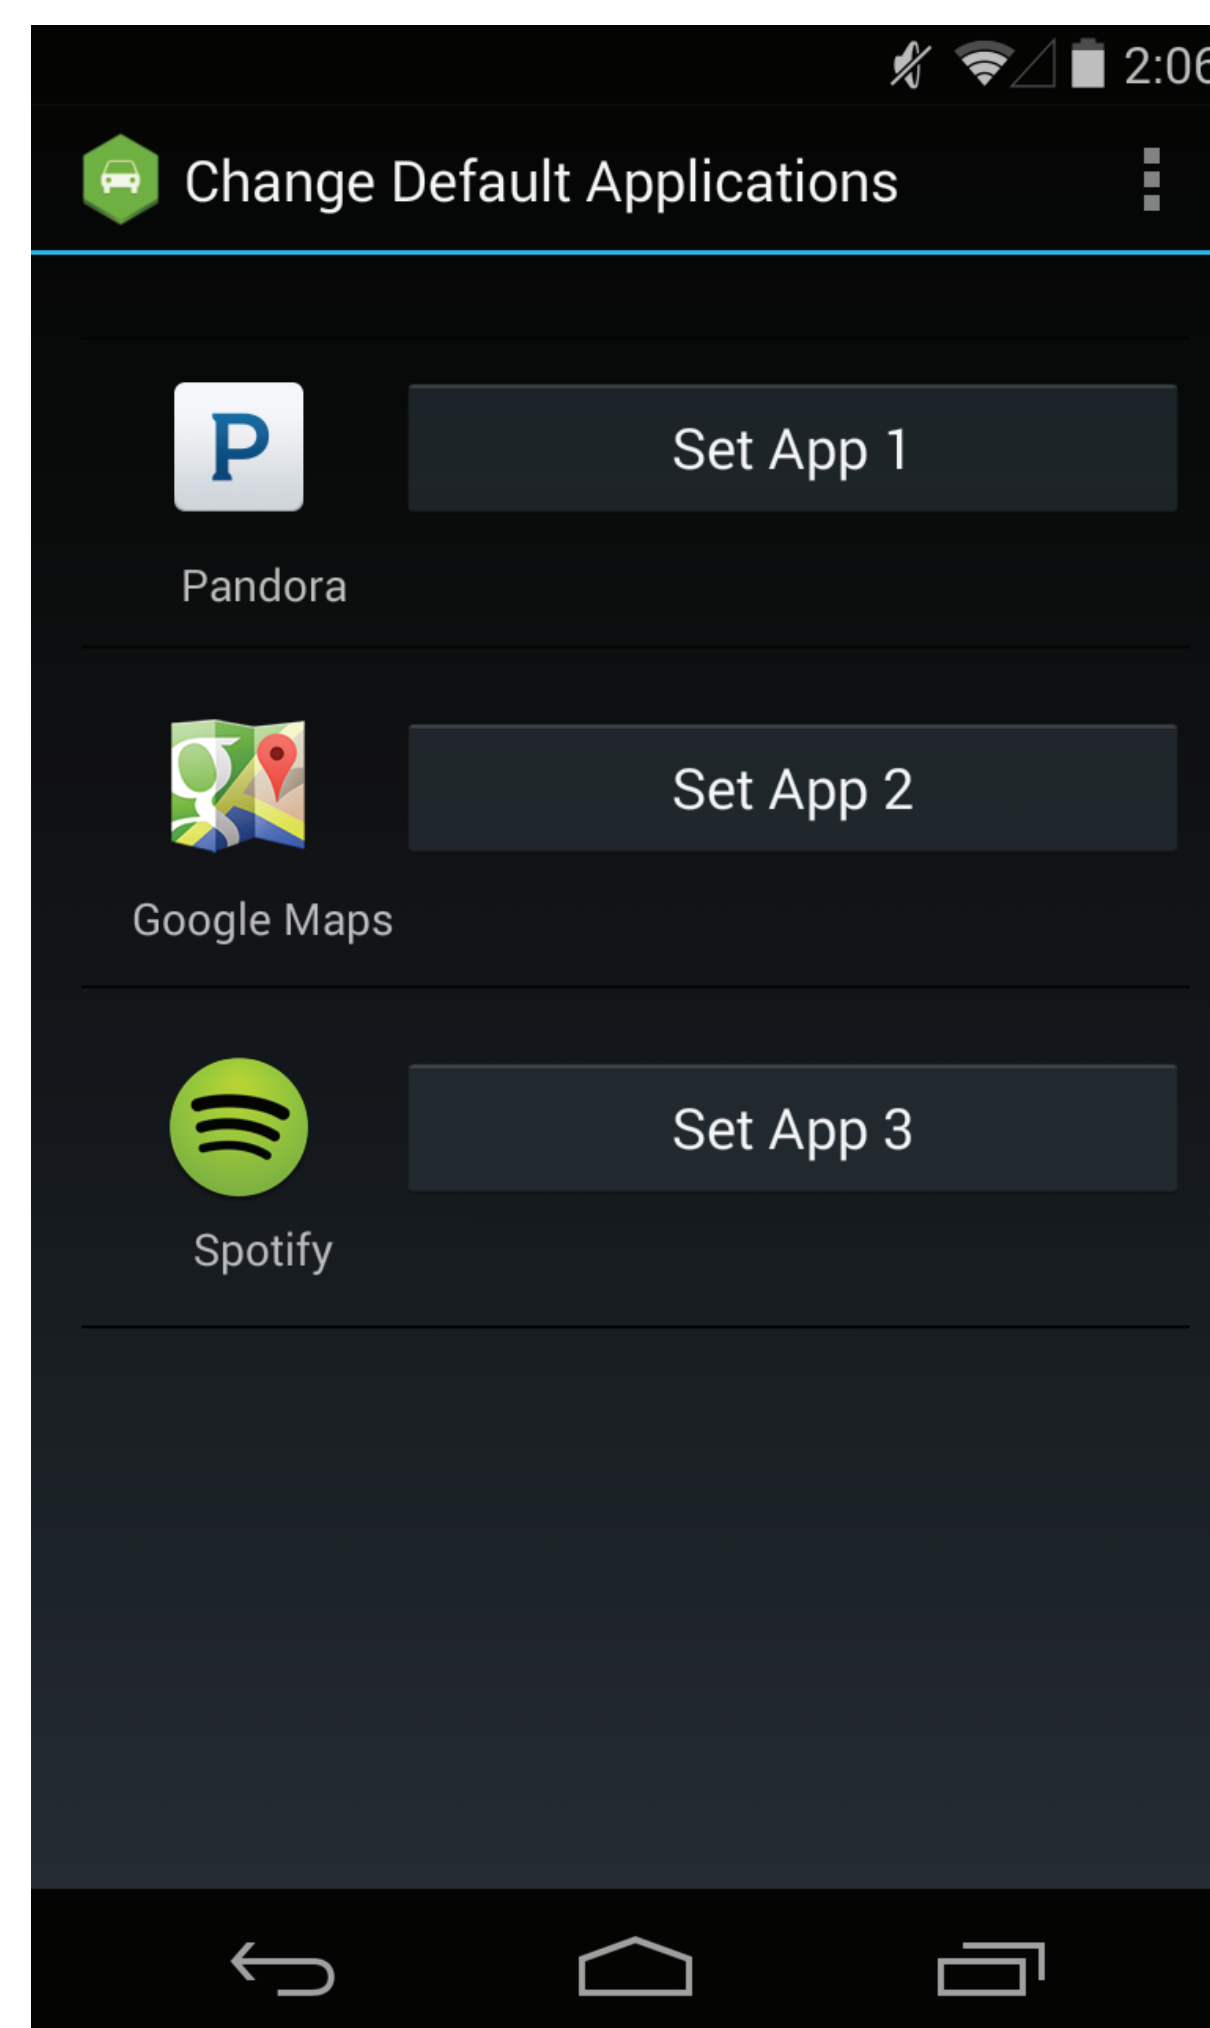 2:06
Change Default Applications
P
Set App 1
Pandora
g
Set App 2
Google Maps
Set App 3
Spotify